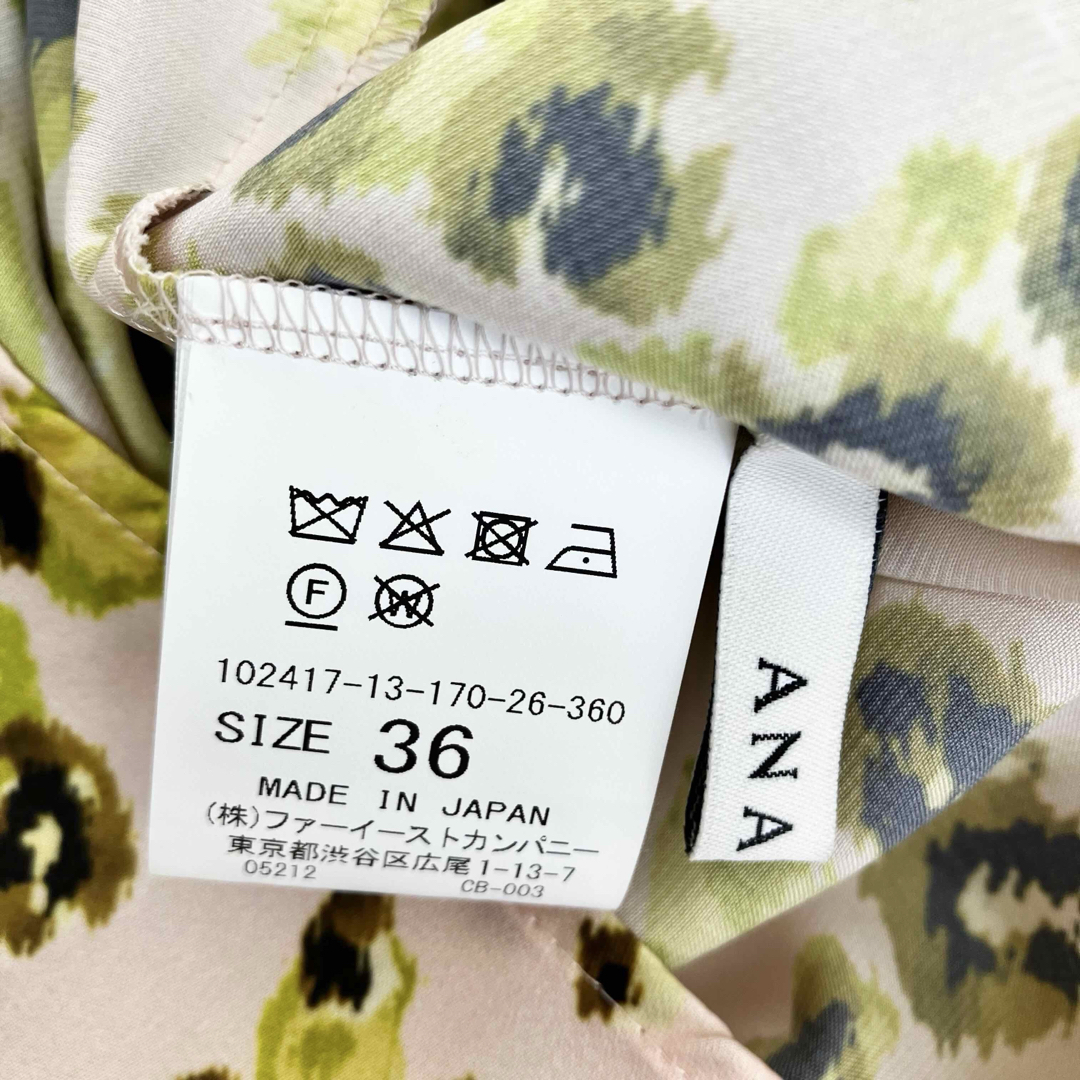 F
W
102417-13-170-26-360
SIZE 36
MADE IN JAPAN
(株)ファーイーストカンパニー
東京都渋谷区広尾1-13-7
05212 CB-003
ANA